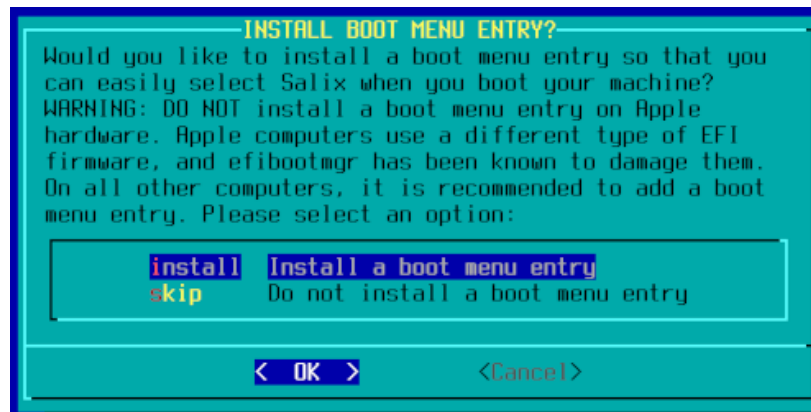 INSTALL BOOT MENU ENTRY?
Would you like to install a boot menu entry so that you
can easily select Salix when you boot your machine?
WARNING: DO NOT install a boot menu entry on Apple
hardware. Apple computers use a different type of EFI
firmware, and efibootmgr has been known to damage them.
On all other computers, it is recommended to add a boot
menu entry. Please select an option:
install Install a boot menu entry
skip Do not install a boot menu entry
< OK > <Cancel>